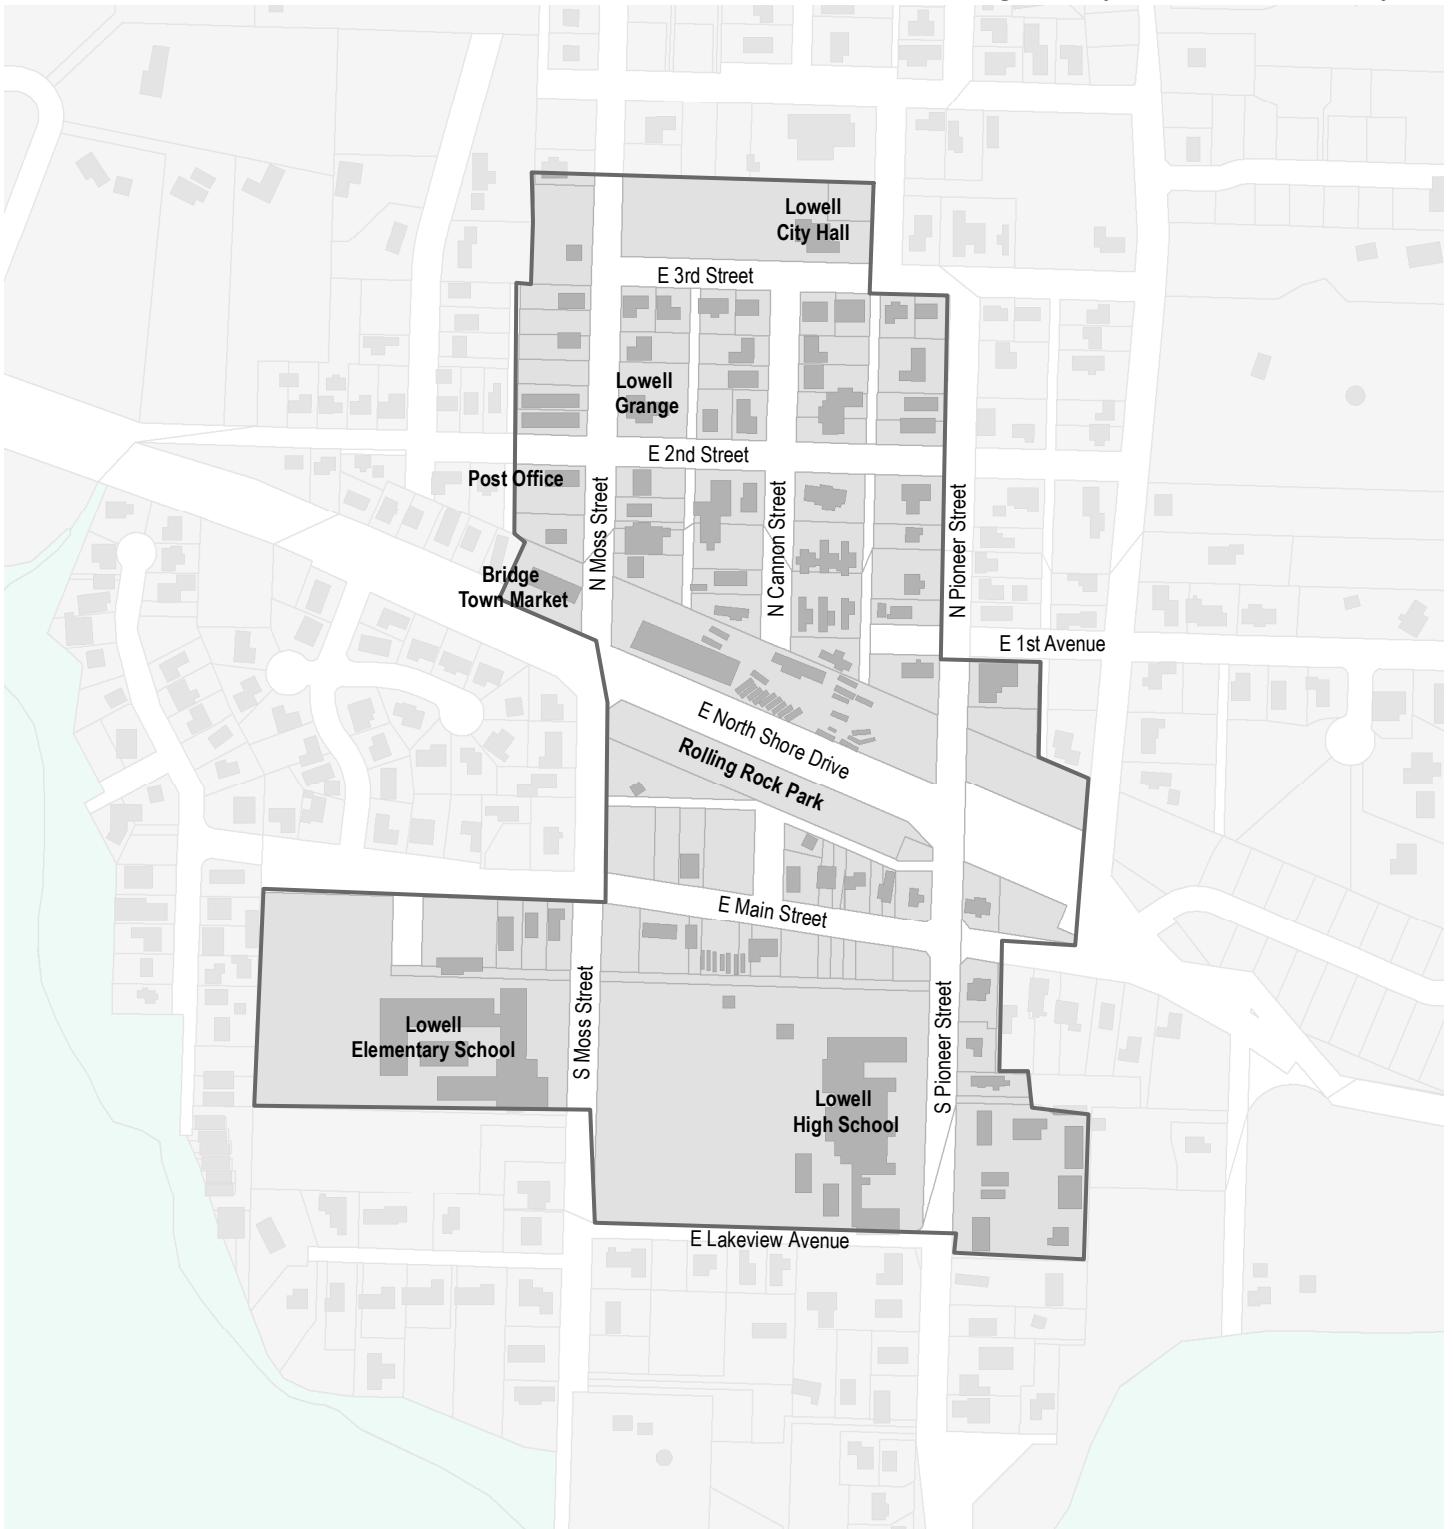 Lowell
City Hall
E 3rd Street
Lowell
Grange
E 2nd Street
Post Office
N Moss Street
N Cannon Street
N Pioneer Street
Bridge
Town Market
E 1st Avenue
E North Shore Drive
Rolling Rock Park
E Main Street
S Moss Street
S Pioneer Street
Lowell
Elementary School
Lowell
High School
E Lakeview Avenue